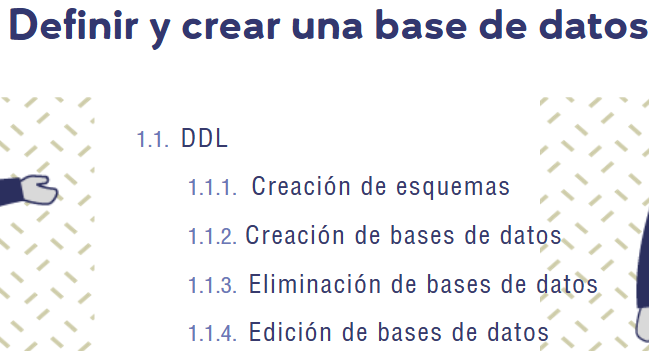 Definir y crear una base de datos
1.1. DDL
1.1.1. Creación de esquemas
1.1.2. Creación de bases de datos
1.1.3. Eliminación de bases de datos
1.1.4. Edición de bases de datos